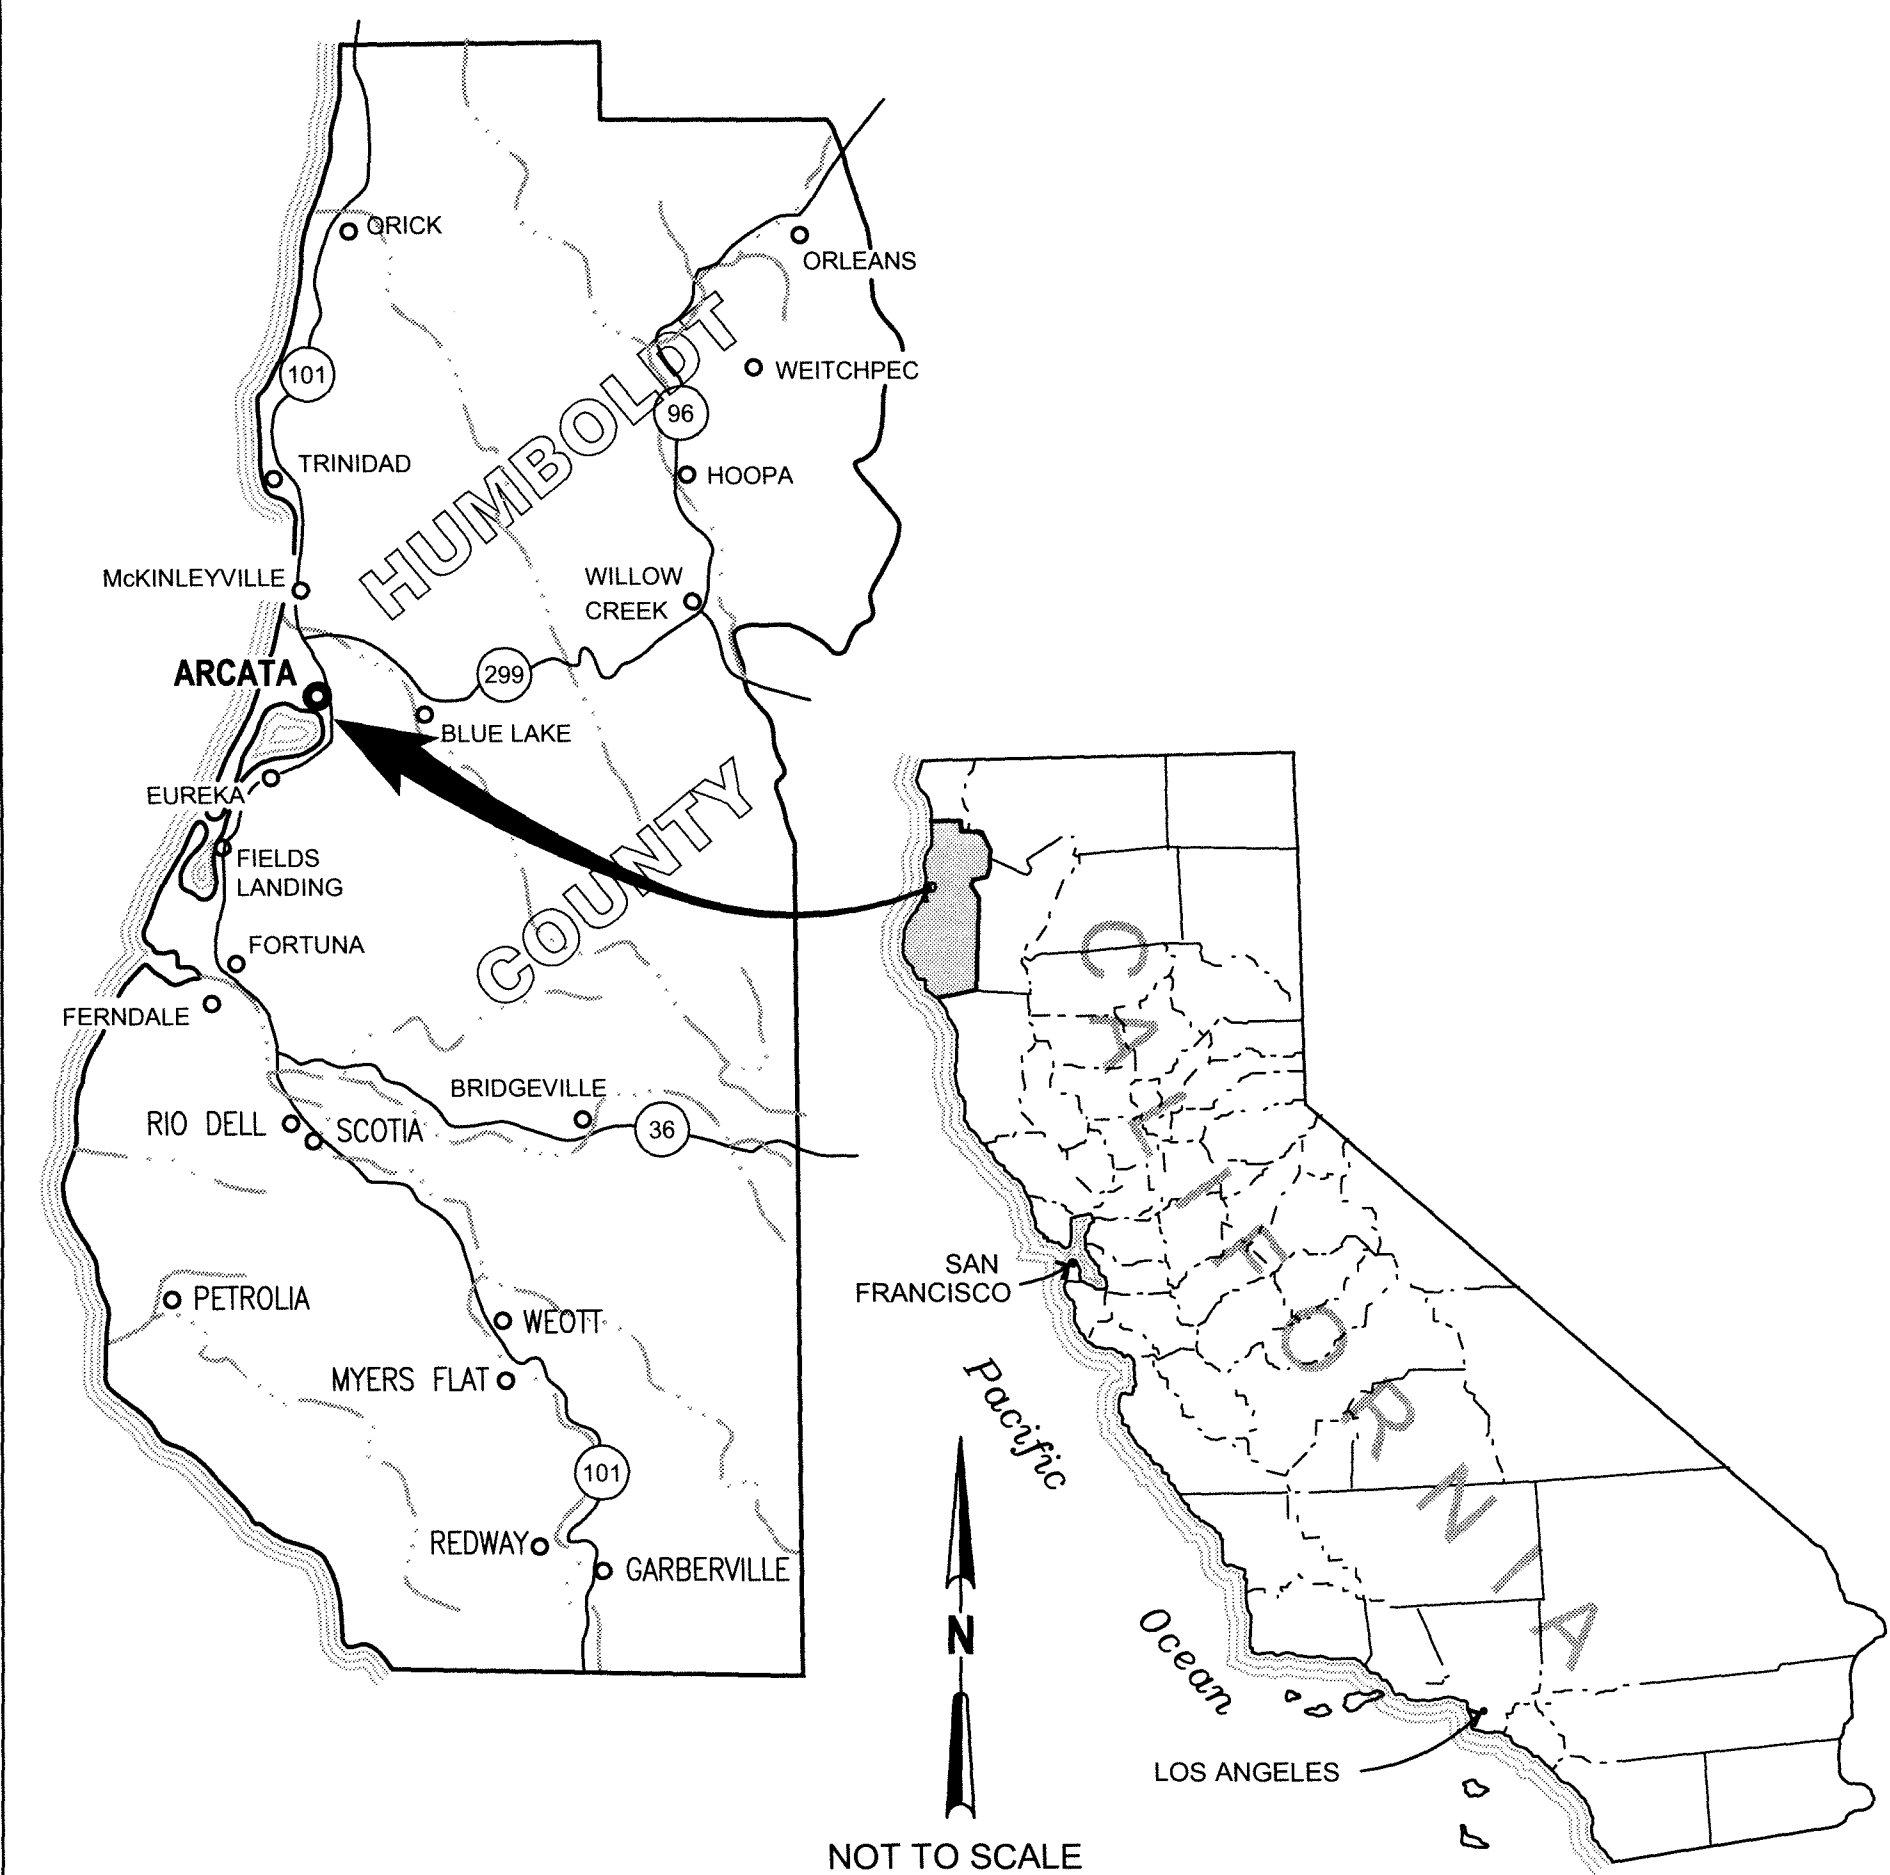 ORICK
ORLEANS
101
WEITCHPEC
96
TRINIDAD
HOOPA
HUMBOLDT
McKINLEYVILLE
WILLOW
CREEK
ARCATA
299
BLUE LAKE
EUREKA
COUNTY
FIELDS
LANDING
FORTUNA
FERNDALE
BRIDGEVILLE
RIO DELL
SCOTIA
36
PETROLIA
WEOTT
MYERS FLAT
101
REDWAY
GARBERVILLE
CALIFORNIA
SAN
FRANCISCO
Pacific
Ocean
N
LOS ANGELES
NOT TO SCALE